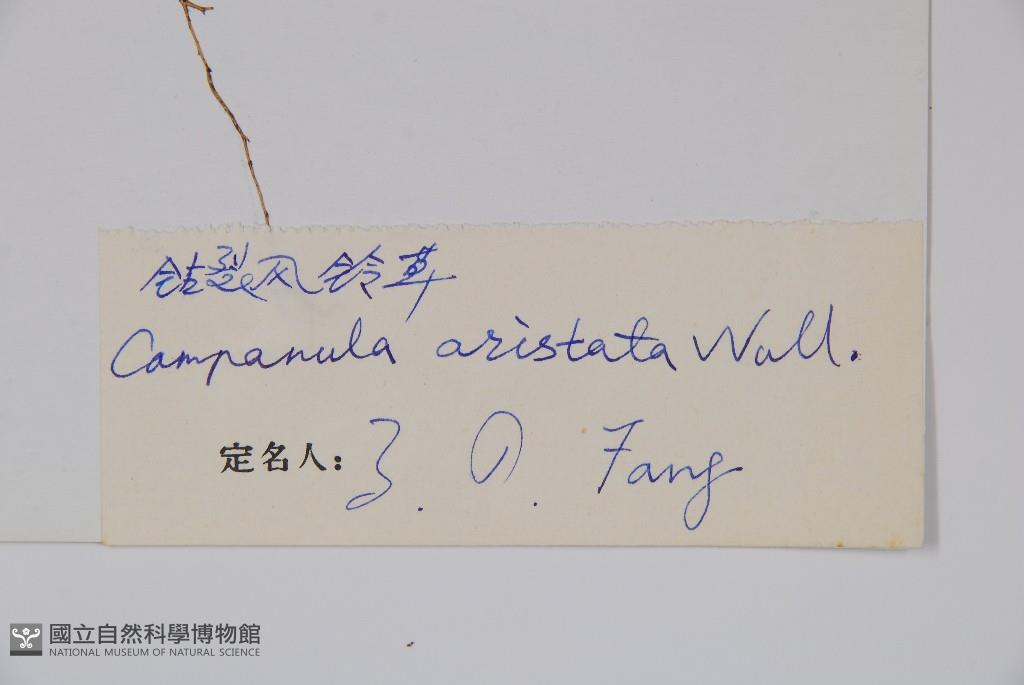 钻裂风铃草
Campanula aristata Wall.
定名人: Z. Q. Fang
國立自然科學博物館
NATIONAL MUSEUM OF NATURAL SCIENCE